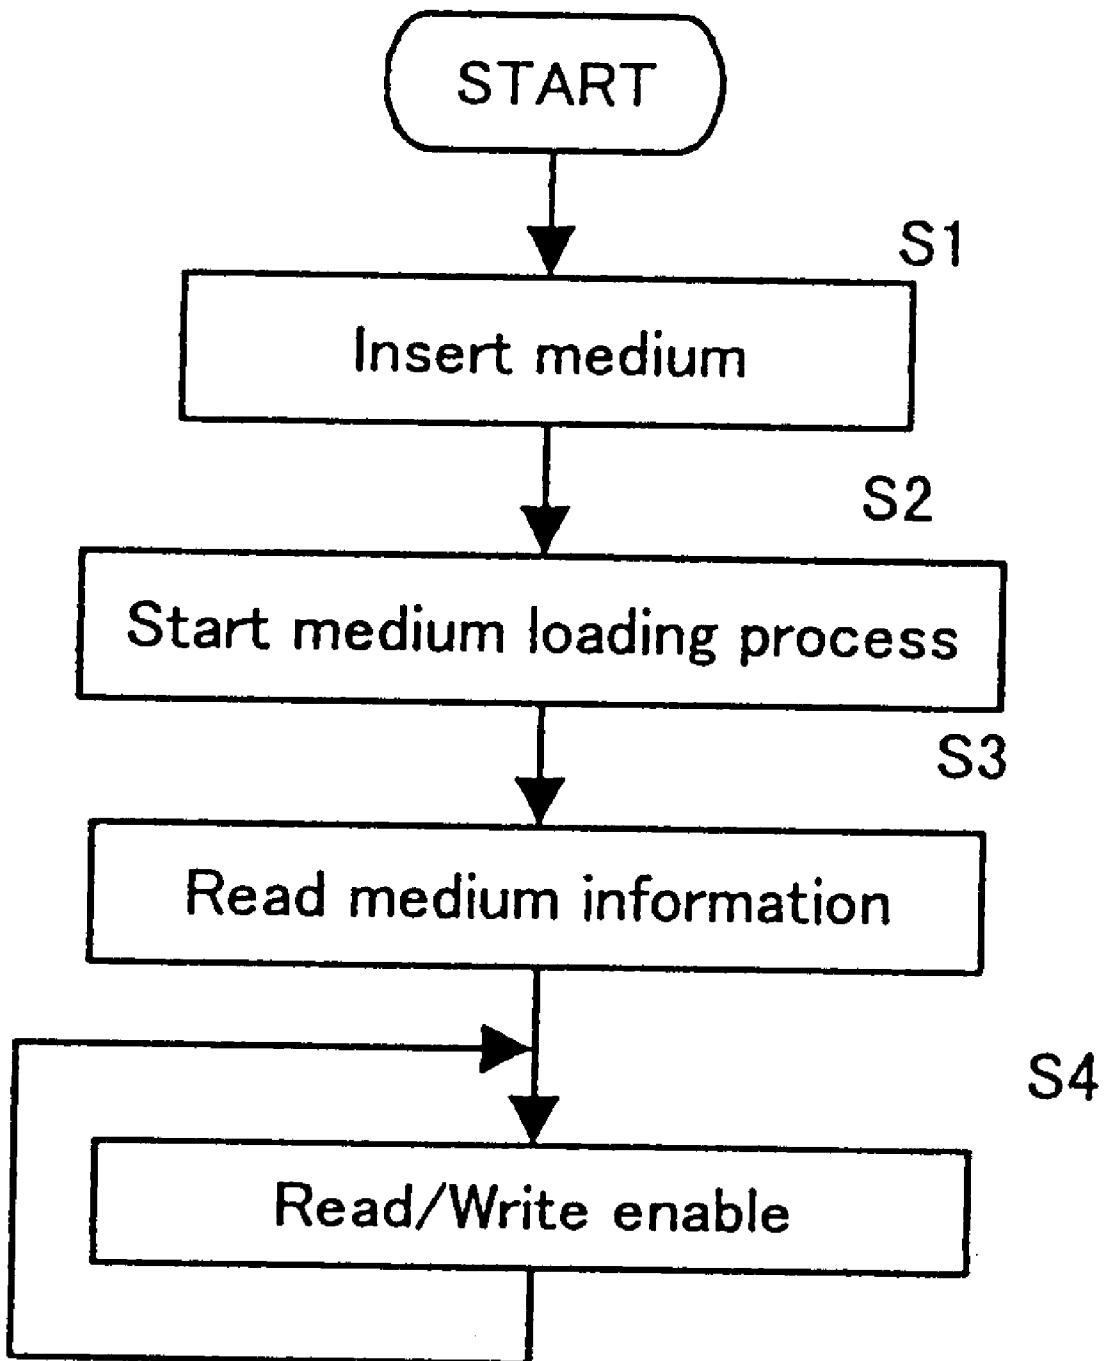 START
S1
Insert medium
S2
Start medium loading process
S3
Read medium information
S4
Read/Write enable